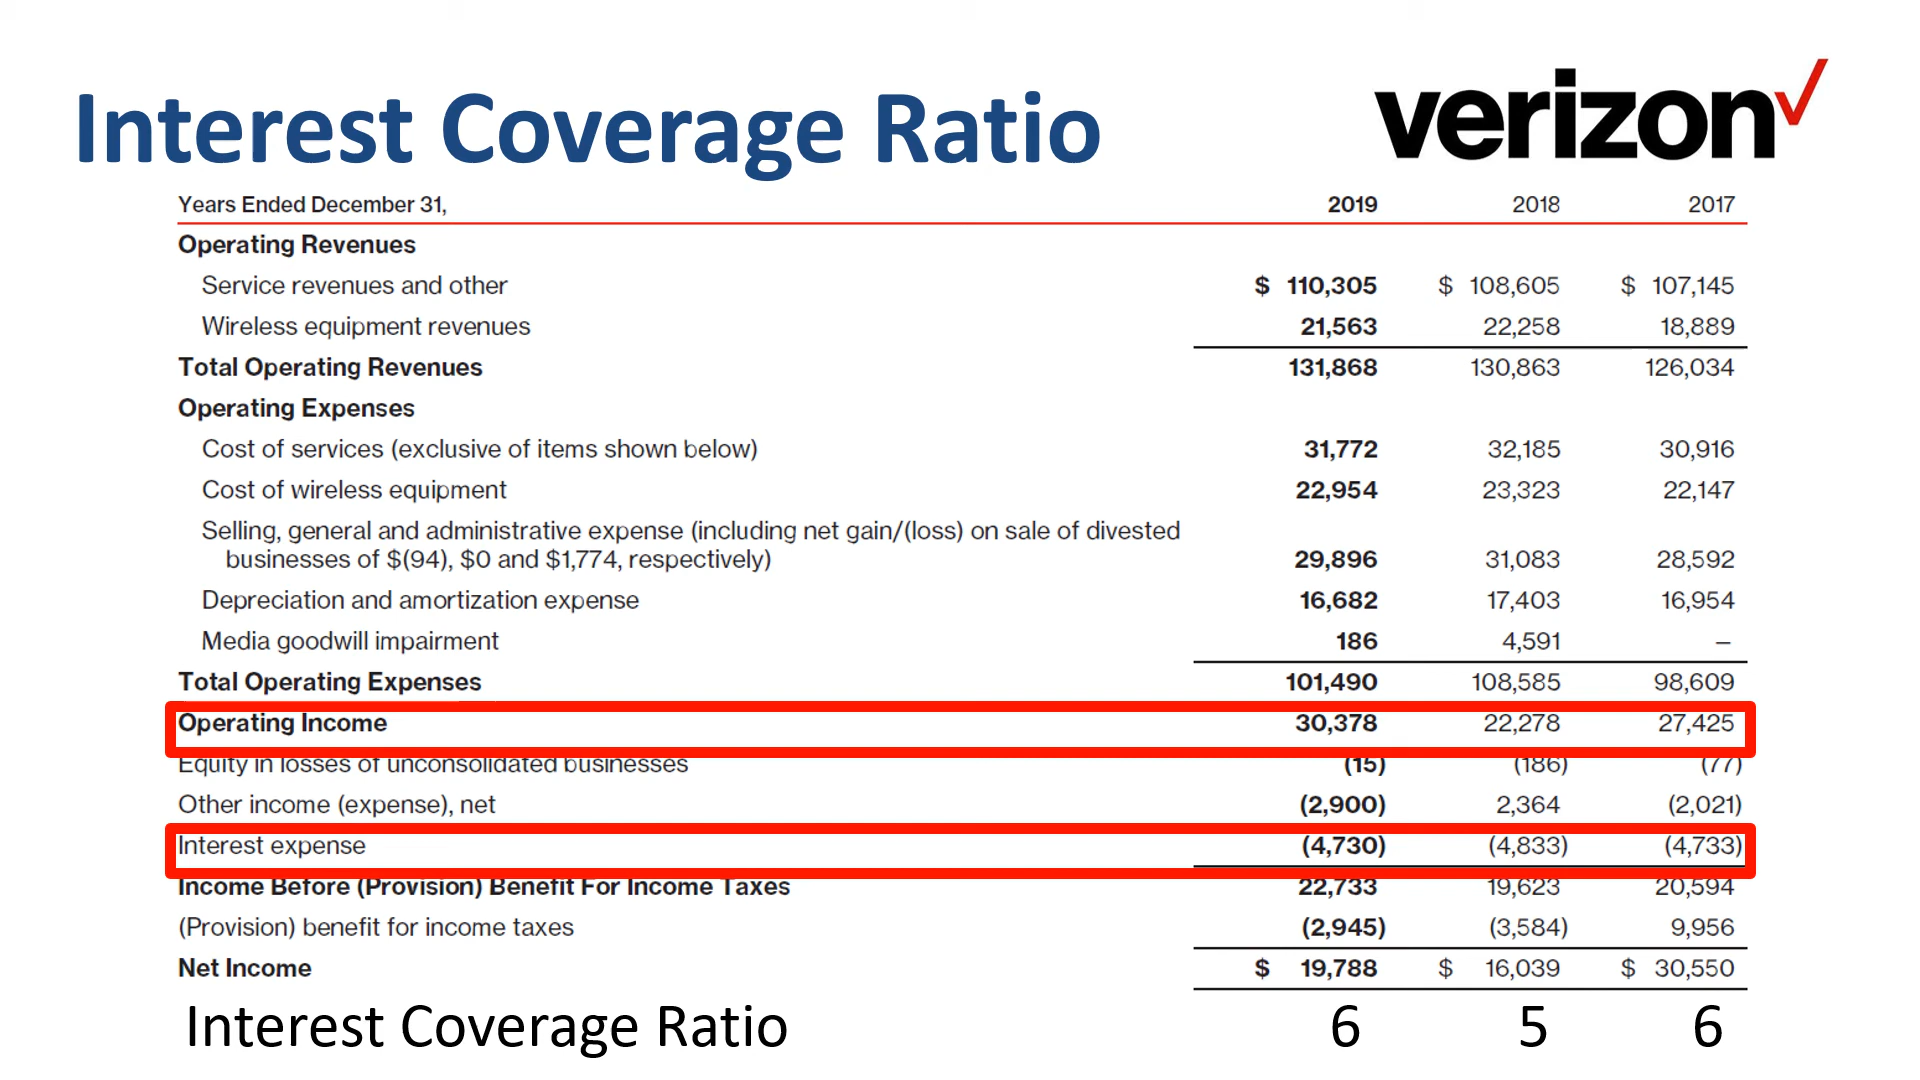 Interest Coverage Ratio
verizon
Years Ended December 31, 2019 2018 2017
Operating Revenues
Service revenues and other $ 110,305 $ 108,605 $ 107,145
Wireless equipment revenues 21,563 22,258 18,889
Total Operating Revenues 131,868 130,863 126,034
Operating Expenses
Cost of services (exclusive of items shown below) 31,772 32,185 30,916
Cost of wireless equipment 22,954 23,323 22,147
Selling, general and administrative expense (including net gain/(loss) on sale of divested
businesses of $(94), $0 and $1,774, respectively) 29,896 31,083 28,592
Depreciation and amortization expense 16,682 17,403 16,954
Media goodwill impairment 186 4,591 –
Total Operating Expenses 101,490 108,585 98,609
Operating Income 30,378 22,278 27,425
Equity in losses of unconsolidated businesses (15) (186) (77)
Other income (expense), net (2,900) 2,364 (2,021)
Interest expense (4,730) (4,833) (4,733)
Income Before (Provision) Benefit For Income Taxes 22,733 19,623 20,594
(Provision) benefit for income taxes (2,945) (3,584) 9,956
Net Income $ 19,788 $ 16,039 $ 30,550
Interest Coverage Ratio 6 5 6